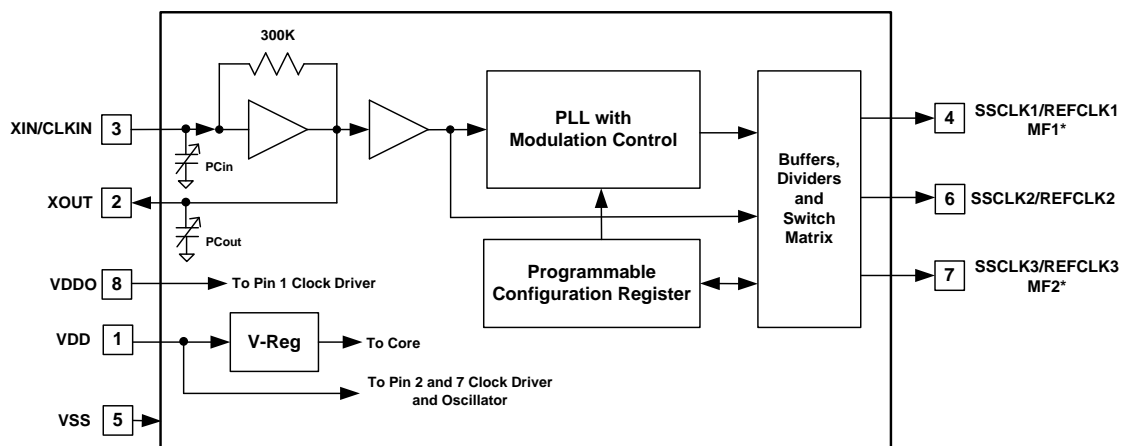 300K
XIN/CLKIN
3
PCin
XOUT
2
PCout
PLL with
Modulation Control
Programmable
Configuration Register
Buffers,
Dividers
and
Switch
Matrix
4
SSCLK1/REFCLK1
MF1*
6
SSCLK2/REFCLK2
7
SSCLK3/REFCLK3
MF2*
VDDO
8
To Pin 1 Clock Driver
VDD
1
V-Reg
To Core
To Pin 2 and 7 Clock Driver
and Oscillator
VSS
5